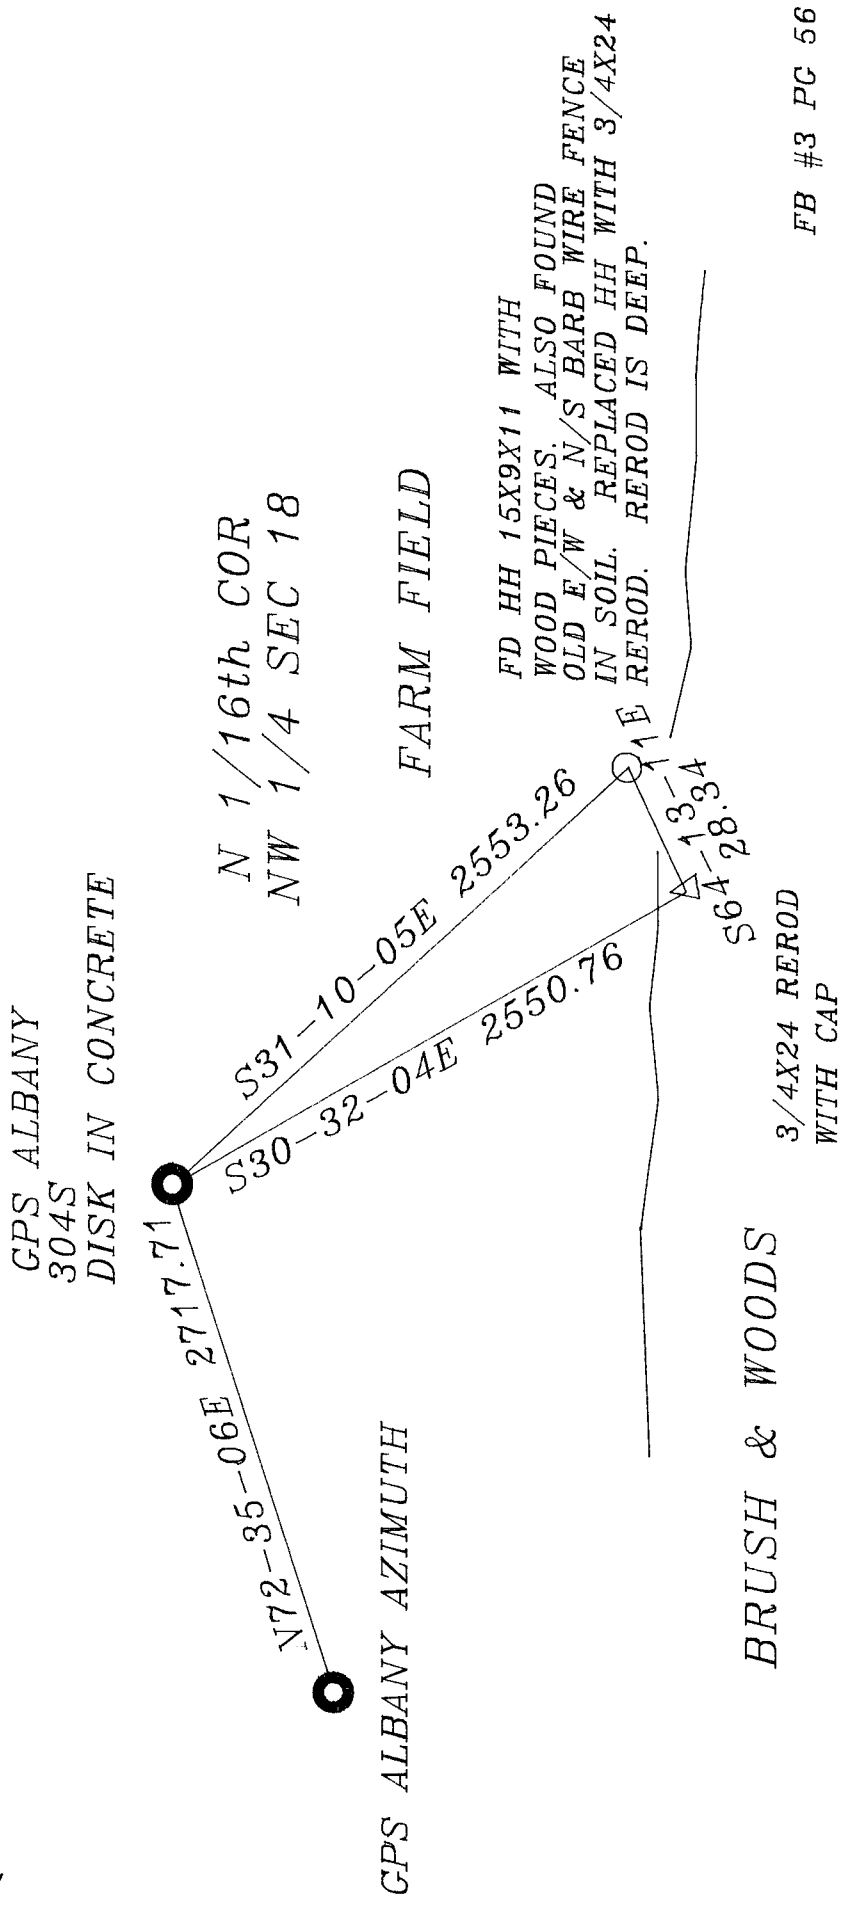 GPS ALBANY
304S
DISK IN CONCRETE
N 1/16th COR
NW 1/4 SEC 18
N72-35-06E 2717.71
S31-10-05E 2553.26
S30-32-04E 2550.76
GPS ALBANY AZIMUTH
FARM FIELD
FD HH 15X9X11 WITH
WOOD PIECES. ALSO FOUND
OLD E/W & N/S BARB WIRE FENCE
IN SOIL. REPLACED HH WITH 3/4X24
REROD. REROD IS DEEP.
S64-13-11E
28.34
3/4X24 REROD
WITH CAP
BRUSH & WOODS
FB #3 PG 56